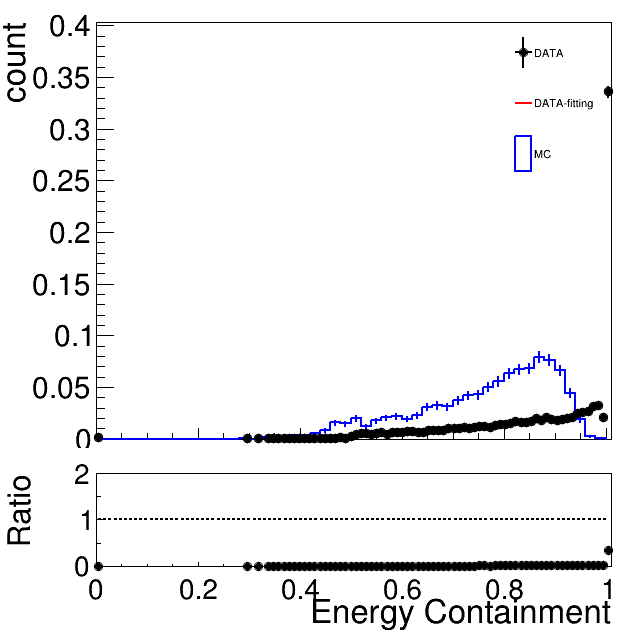 count
0.4
0.35
0.3
0.25
0.2
0.15
0.1
0.05
0
DATA
DATA-fitting
MC
Ratio
2
1
0
0 0.2 0.4 0.6 0.8 1
Energy Containment